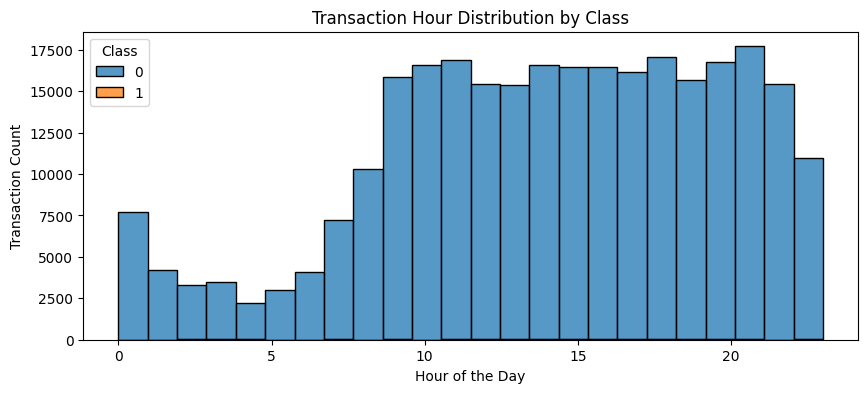 Transaction Hour Distribution by Class
Class
0
1
17500
15000
12500
10000
7500
5000
2500
0
Transaction Count
0 5 10 15 20
Hour of the Day